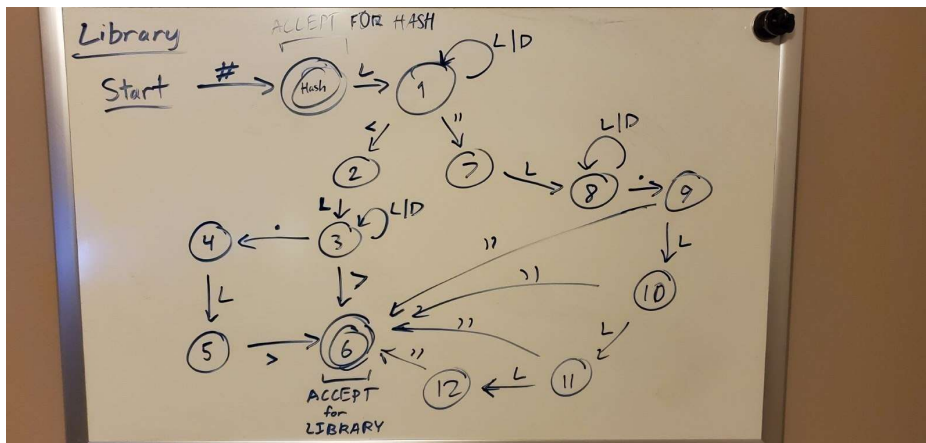 ACCEPT FOR HASH
Library
Start
#
Hash
L
1
L|D
<
"
2
7
L
8
L|D
.
9
L
3
L|D
.
4
>
"
L
10
L
"
5
>
6
"
L
11
"
L
12
ACCEPT
for
LIBRARY